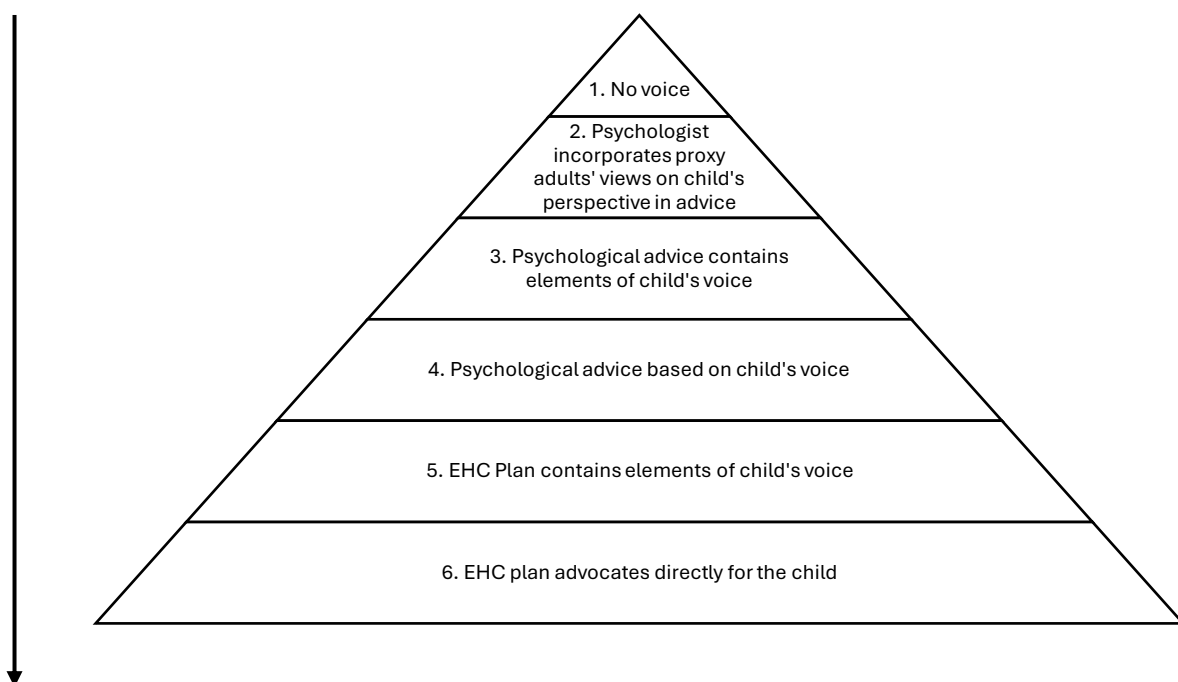 1. No voice
2. Psychologist
incorporates proxy
adults' views on child's
perspective in advice
3. Psychological advice contains
elements of child's voice
4. Psychological advice based on child's voice
5. EHC Plan contains elements of child's voice
6. EHC plan advocates directly for the child